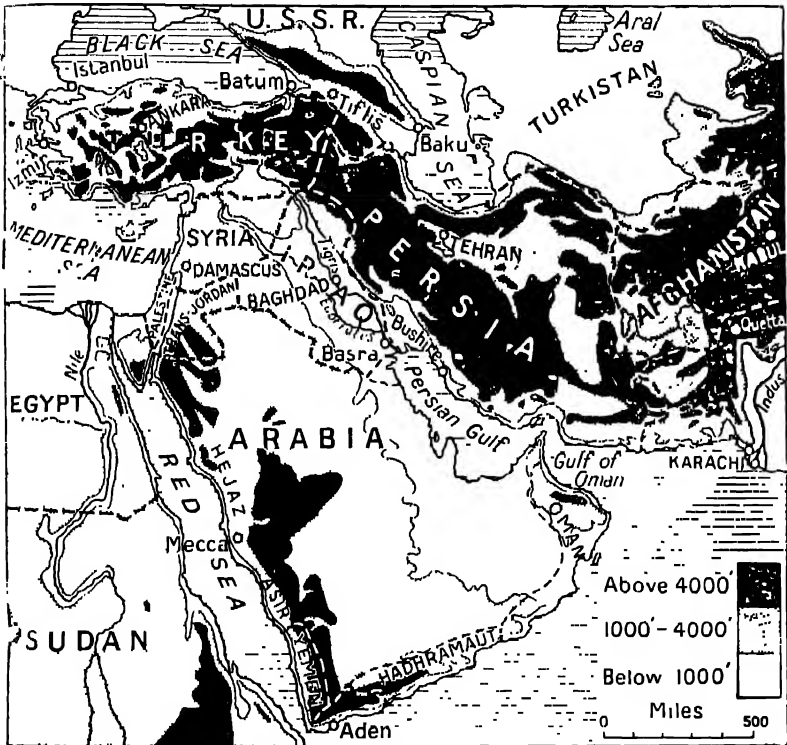 U.S.S.R.
Aral
Sea
BLACK SEA
Istanbul
Batum
Tiflis
CASPIAN
SEA
TURKISTAN
ANKARA
TURKEY
Baku
Izmir
PERSIA
TEHRAN
AFGHANISTAN
KABUL
MEDITERRANEAN
SEA
SYRIA
DAMASCUS
Tigris
IRAQ
BAGHDAD
Euphrates
PALESTINE
TRANS-JORDAN
Bushire
Quetta
Basra
Nile
Indus
EGYPT
Persian Gulf
ARABIA
HEJAZ
Gulf of
Oman
KARACHI
RED
SEA
OMAN
Mecca
ASIR
YEMEN
SUDAN
HADHRAMAUT
Aden
Above 4000'
1000'-4000'
Below 1000'
Miles
0 500